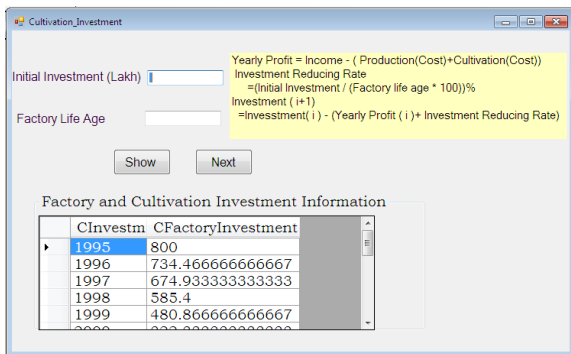 Cultivation_Investment
Initial Investment (Lakh)
Yearly Profit = Income - ( Production(Cost)+Cultivation(Cost))
Investment Reducing Rate
=(Initial Investment / (Factory life age * 100))%
Investment ( i+1)
=Invesstment( i ) - (Yearly Profit ( i )+ Investment Reducing Rate)
Factory Life Age
Show Next
Factory and Cultivation Investment Information
CInvestm CFactoryInvestment
1995 800
1996 734.466666666667
1997 674.933333333333
1998 585.4
1999 480.866666666667